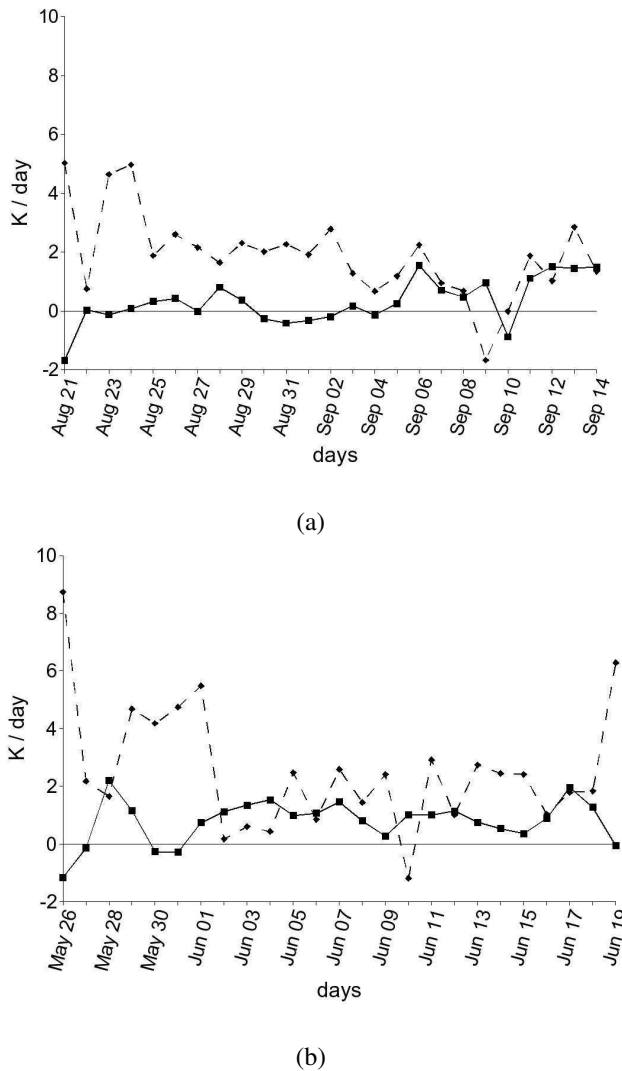 10
8
6
4
2
0
-2
K / day
Aug 21
Aug 23
Aug 25
Aug 27
Aug 29
Aug 31
Sep 02
Sep 04
Sep 06
Sep 08
Sep 10
Sep 12
Sep 14
days
(a)
10
8
6
4
2
0
-2
K / day
May 26
May 28
May 30
Jun 01
Jun 03
Jun 05
Jun 07
Jun 09
Jun 11
Jun 13
Jun 15
Jun 17
Jun 19
days
(b)